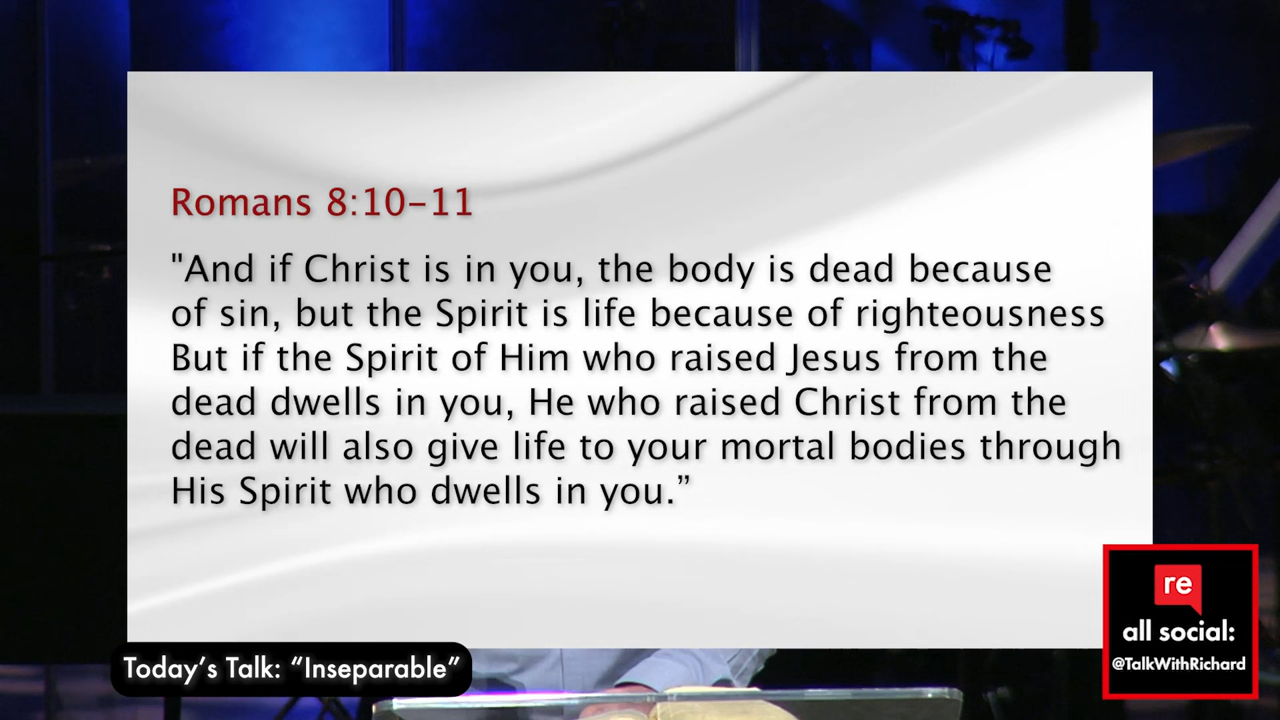 Romans 8:10–11
"And if Christ is in you, the body is dead because
of sin, but the Spirit is life because of righteousness
But if the Spirit of Him who raised Jesus from the
dead dwells in you, He who raised Christ from the
dead will also give life to your mortal bodies through
His Spirit who dwells in you.”
re
all social:
@TalkWithRichard
Today’s Talk: “Inseparable”